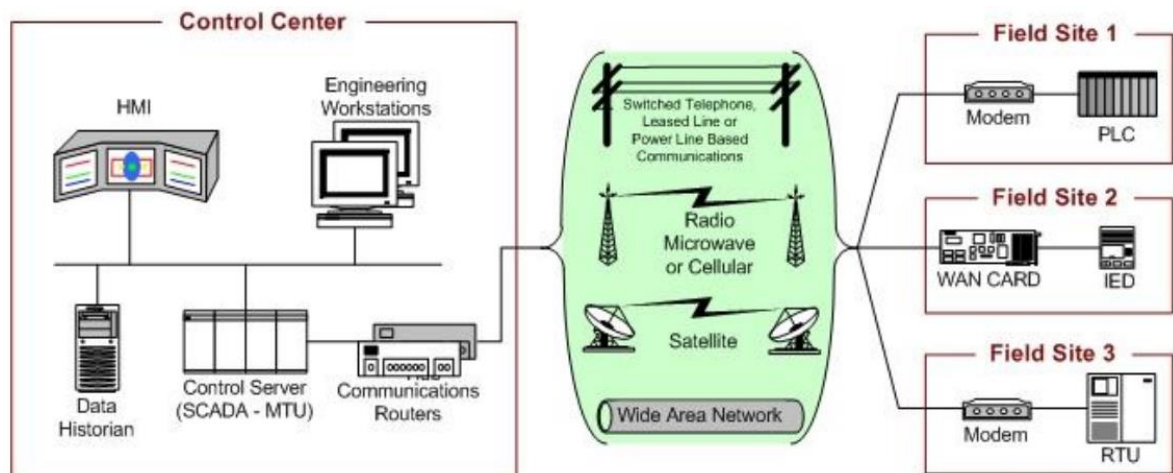 Control Center
HMI
Engineering
Workstations
Data
Historian
Control Server
(SCADA - MTU)
Communications
Routers
Switched Telephone,
Leased Line or
Power Line Based
Communications
Radio
Microwave
or Cellular
Satellite
Wide Area Network
Field Site 1
Modem
PLC
Field Site 2
WAN CARD
IED
Field Site 3
Modem
RTU